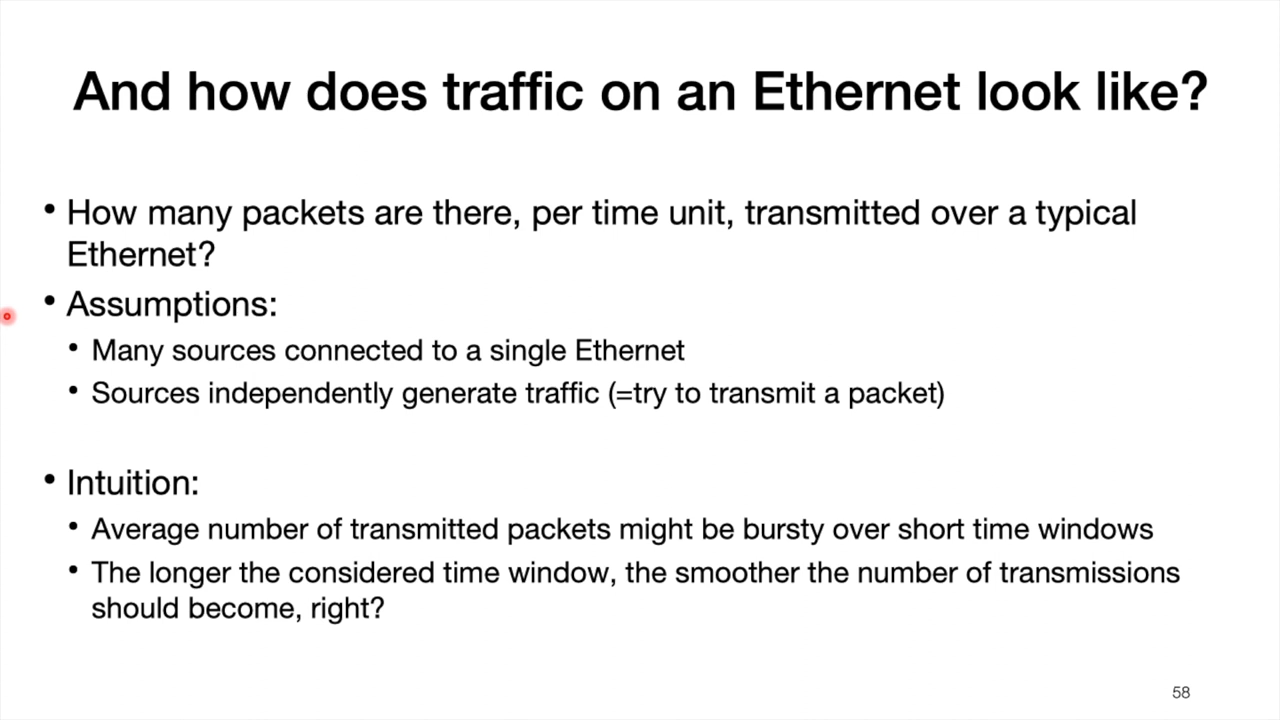 And how does traffic on an Ethernet look like?
• How many packets are there, per time unit, transmitted over a typical
Ethernet?
• Assumptions:
• Many sources connected to a single Ethernet
• Sources independently generate traffic (=try to transmit a packet)
• Intuition:
• Average number of transmitted packets might be bursty over short time windows
• The longer the considered time window, the smoother the number of transmissions
should become, right?
58